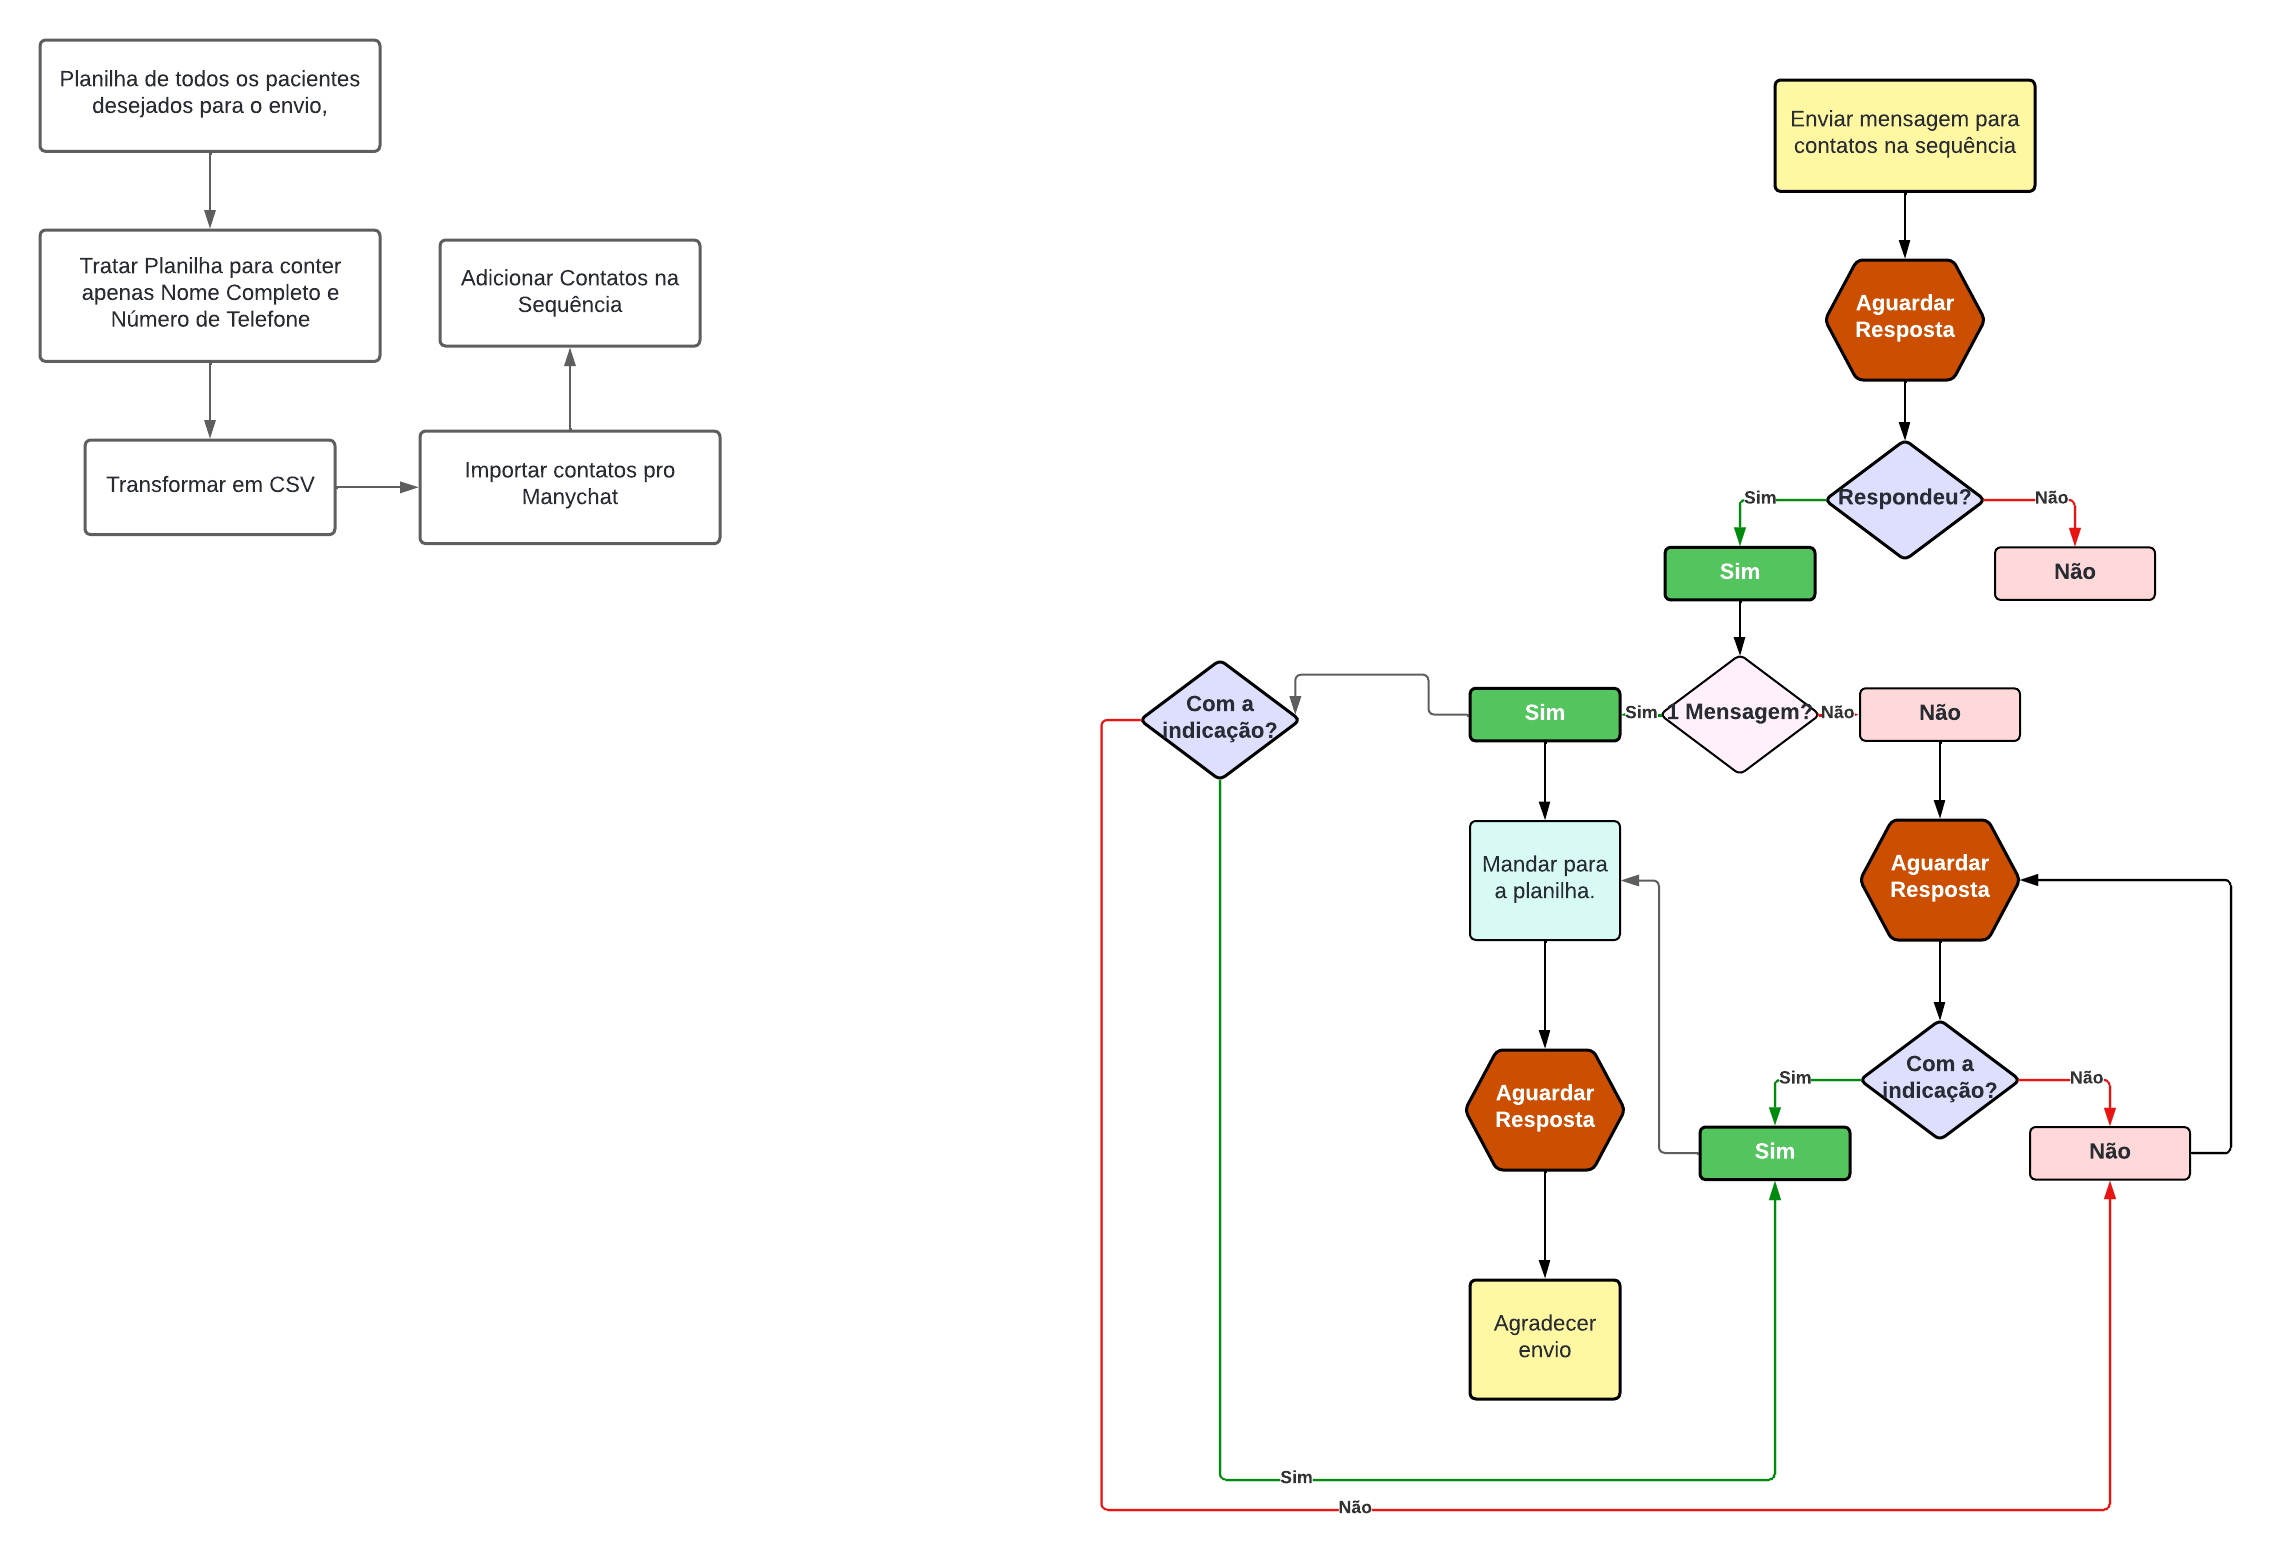 Planilha de todos os pacientes
desejados para o envio,
Tratar Planilha para conter
apenas Nome Completo e
Número de Telefone
Transformar em CSV
Importar contatos pro
Manychat
Adicionar Contatos na
Sequência
Enviar mensagem para
contatos na sequência
Aguardar
Resposta
Respondeu?
Sim
Não
Sim
Não
1 Mensagem?
Sim
Não
Sim
Não
Com a
indicação?
Mandar para
a planilha.
Aguardar
Resposta
Aguardar
Resposta
Com a
indicação?
Sim
Não
Sim
Não
Agradecer
envio
Sim
Não